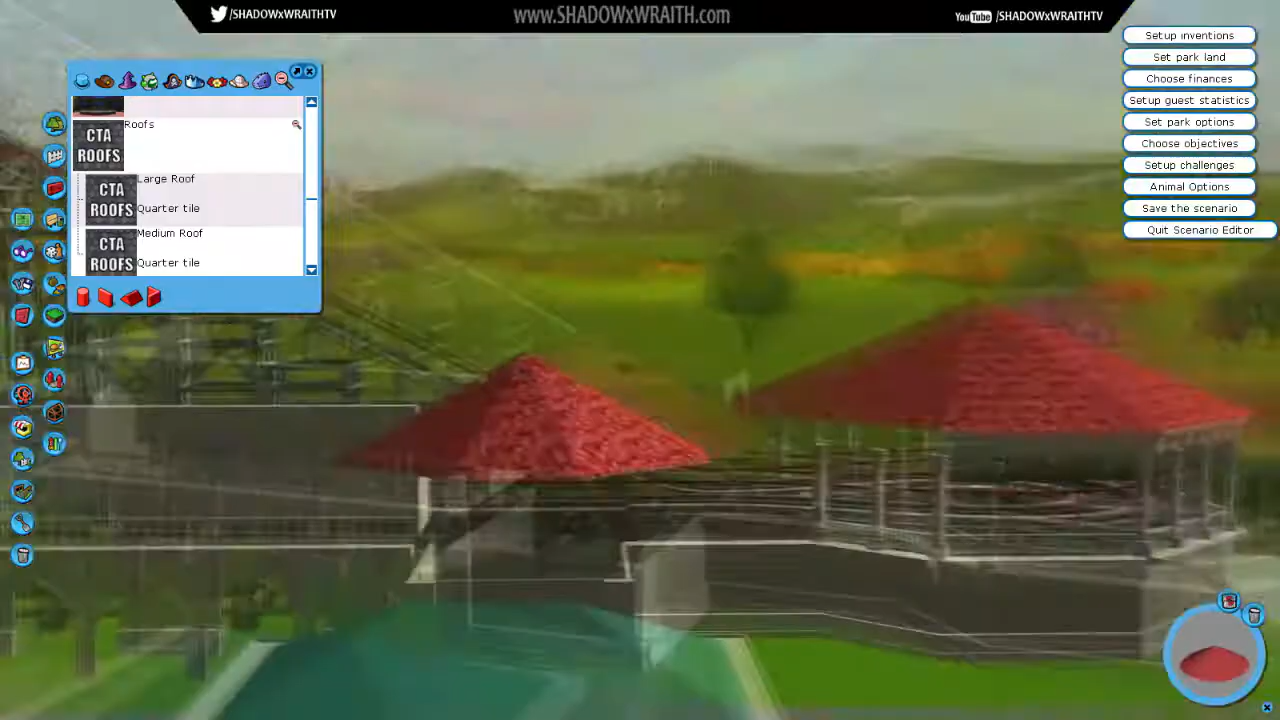 /SHADOWxWRAITHTV
www.SHADOWxWRAITH.com
You Tube /SHADOWxWRAITHTV
Setup inventions
Set park land
Choose finances
Setup guest statistics
Set park options
Choose objectives
Setup challenges
Animal Options
Save the scenario
Quit Scenario Editor
CTA ROOFS
Roofs
CTA ROOFS
Large Roof
Quarter tile
CTA ROOFS
Medium Roof
Quarter tile